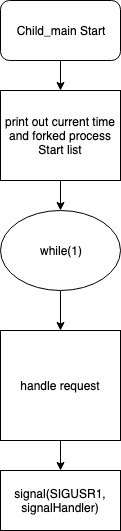 Child_main Start
print out current time
and forked process
Start list
while(1)
handle request
signal(SIGUSR1,
signalHandler)